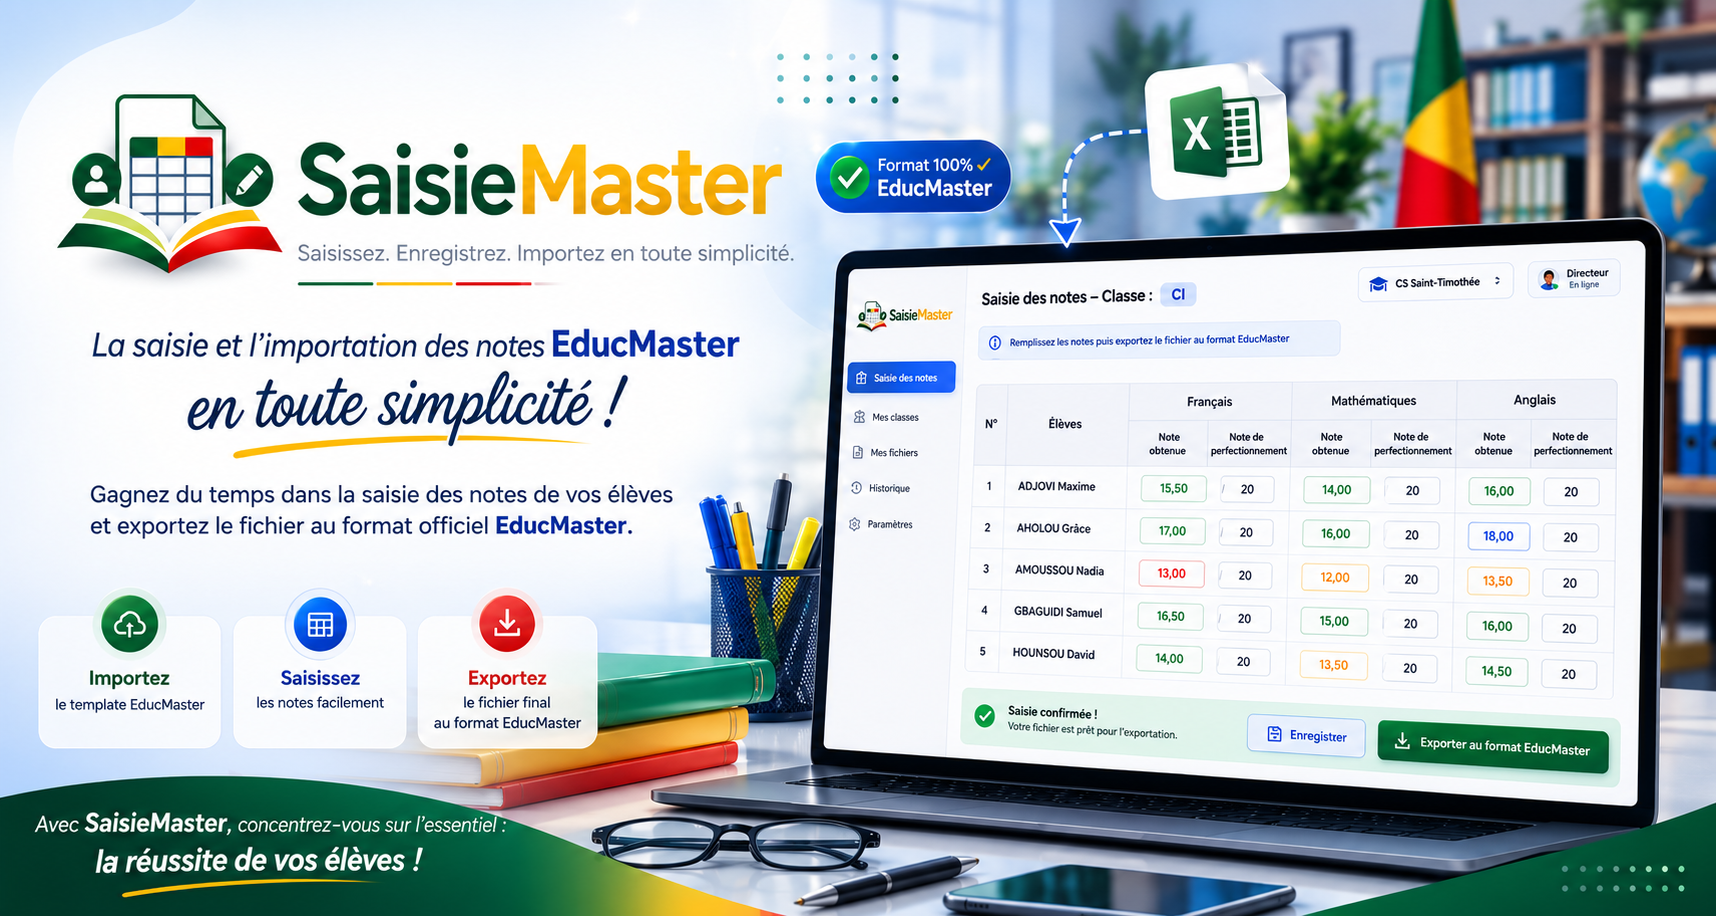 SaisieMaster
Saisissez. Enregistrez. Importez en toute simplicité.
La saisie et l'importation des notes EducMaster
en toute simplicité !
Gagnez du temps dans la saisie des notes de vos élèves
et exportez le fichier au format officiel EducMaster.
Importez
le template EducMaster
Saisissez
les notes facilement
Exportez
le fichier final
au format EducMaster
Avec SaisieMaster, concentrez-vous sur l'essentiel :
la réussite de vos élèves !
Format 100% ✓
EducMaster
X
SaisieMaster
Saisie des notes
Mes classes
Mes fichiers
Historique
Paramètres
Saisie des notes – Classe : CI
CS Saint-Timothée
Directeur
En ligne
Remplissez les notes puis exportez le fichier au format EducMaster
N° Élèves Français Mathématiques Anglais
Note obtenue Note de perfectionnement Note obtenue Note de perfectionnement Note obtenue Note de perfectionnement
1 ADJOVI Maxime 15,50 / 20 14,00 20 16,00 20
2 AHOLOU Grâce 17,00 / 20 16,00 20 18,00 20
3 AMOUSSOU Nadia 13,00 / 20 12,00 20 13,50 20
4 GBAGUIDI Samuel 16,50 / 20 15,00 20 16,00 20
5 HOUNSOU David 14,00 20 13,50 20 14,50 20
Saisie confirmée !
Votre fichier est prêt pour l'exportation.
Enregistrer
Exporter au format EducMaster